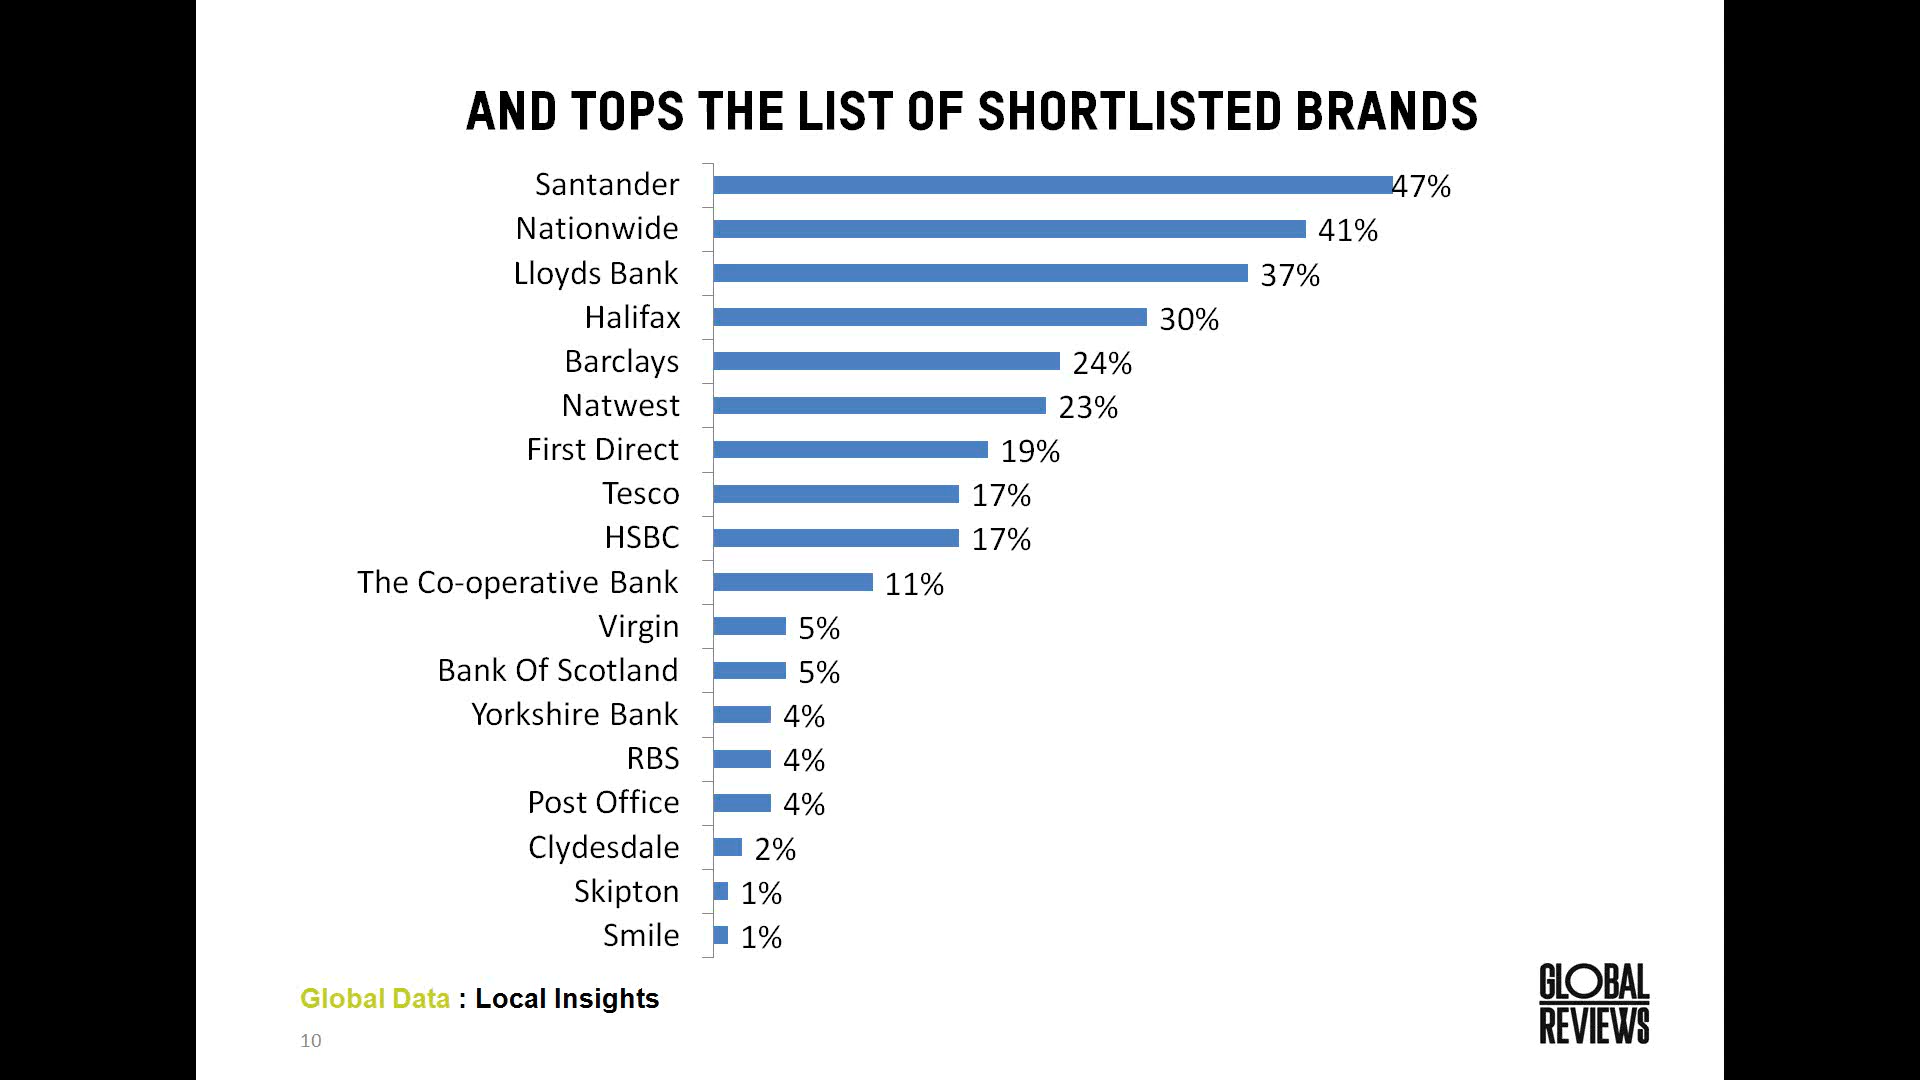 AND TOPS THE LIST OF SHORTLISTED BRANDS
Santander 47%
Nationwide 41%
Lloyds Bank 37%
Halifax 30%
Barclays 24%
Natwest 23%
First Direct 19%
Tesco 17%
HSBC 17%
The Co-operative Bank 11%
Virgin 5%
Bank Of Scotland 5%
Yorkshire Bank 4%
RBS 4%
Post Office 4%
Clydesdale 2%
Skipton 1%
Smile 1%
Global Data : Local Insights
10
GLOBAL
REVIEWS